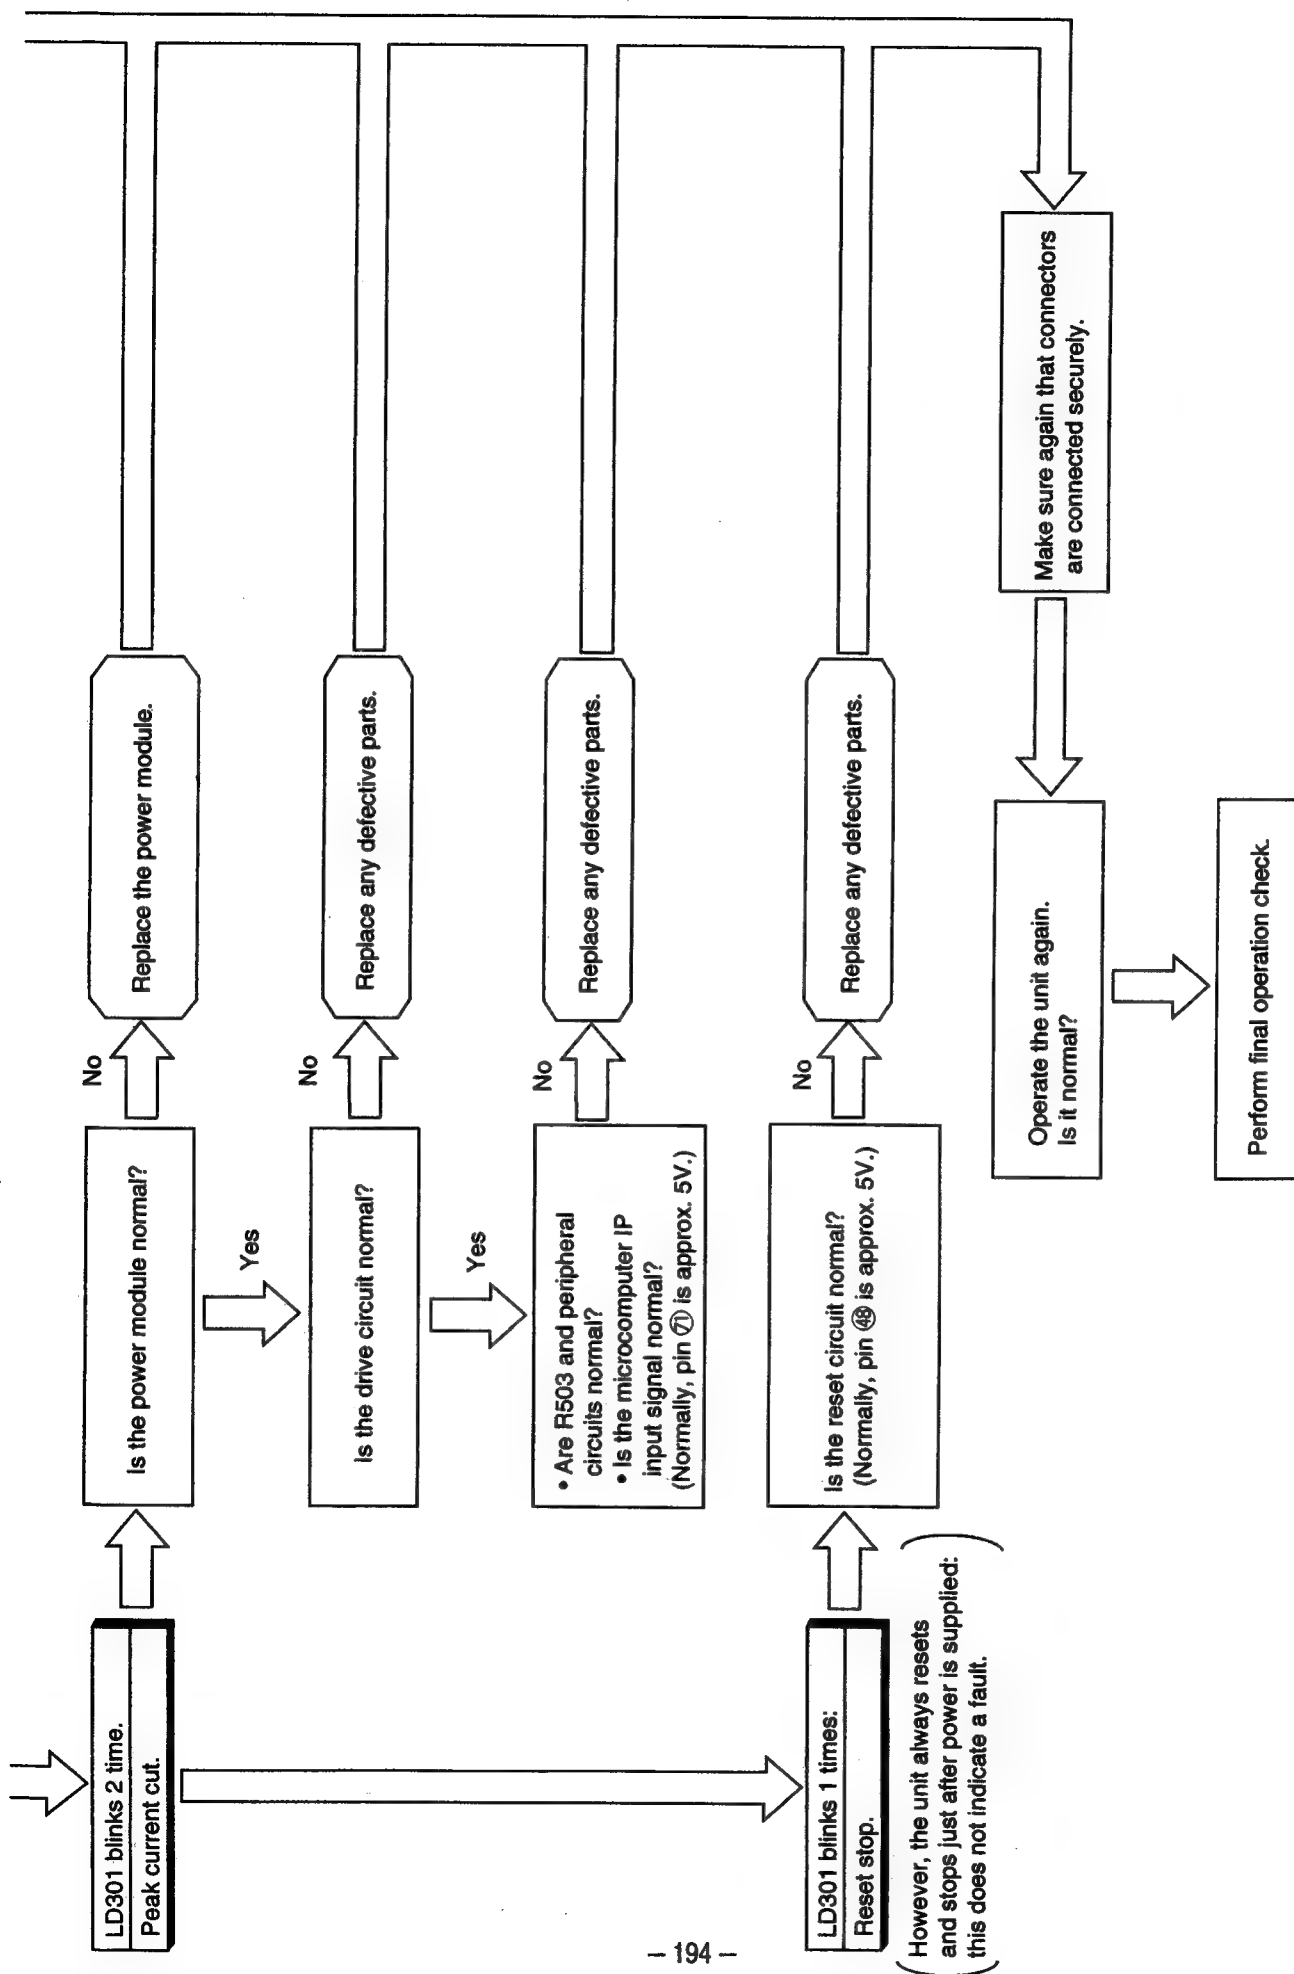 LD301 blinks 2 time.
Peak current cut.
Is the power module normal?
No
Replace the power module.
Yes
Is the drive circuit normal?
No
Replace any defective parts.
Yes
• Are R503 and peripheral
circuits normal?
• Is the microcomputer IP
input signal normal?
(Normally, pin ㉛ is approx. 5V.)
No
Replace any defective parts.
LD301 blinks 1 times:
Reset stop.
However, the unit always resets
and stops just after power is supplied:
this does not indicate a fault.
Is the reset circuit normal?
(Normally, pin ㊽ is approx. 5V.)
No
Replace any defective parts.
Make sure again that connectors
are connected securely.
Operate the unit again.
Is it normal?
Perform final operation check.
– 194 –